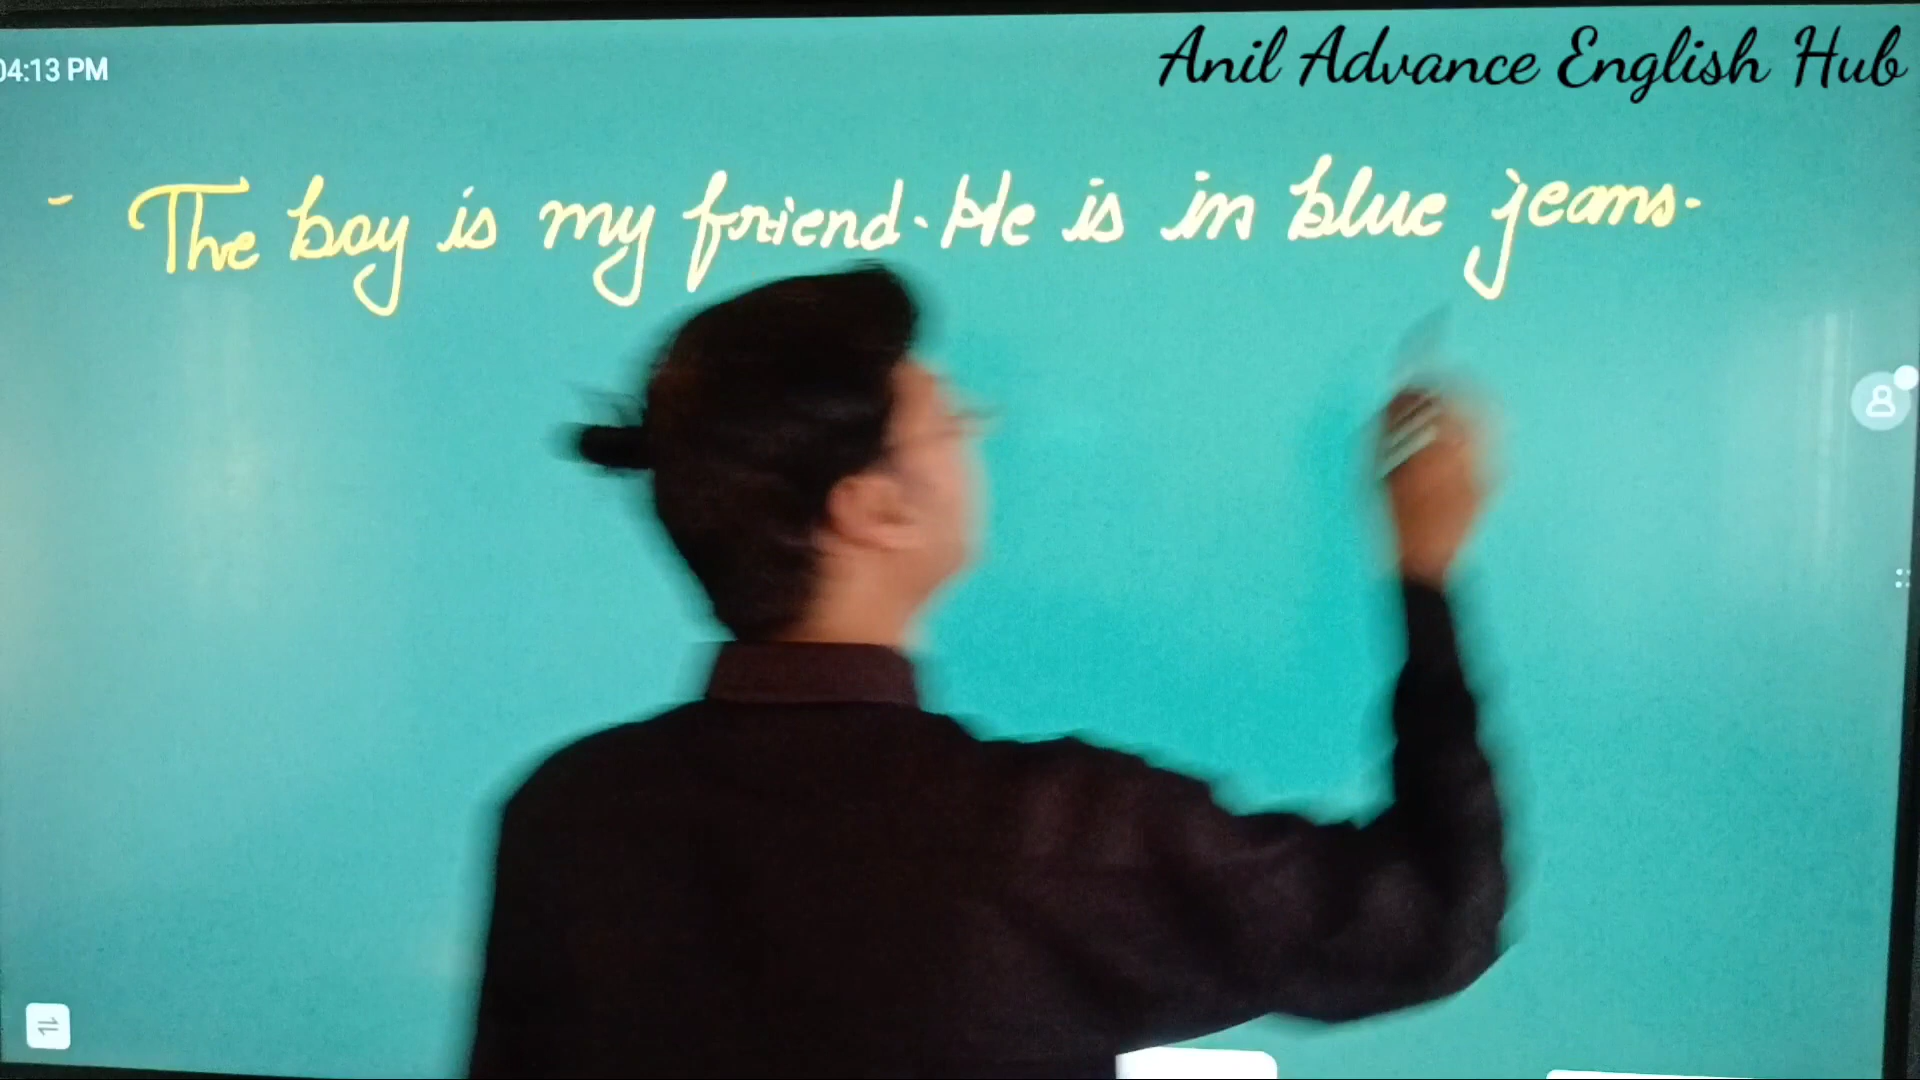 04:13 PM
Anil Advance English Hub
- The boy is my friend. He is in blue jeans.